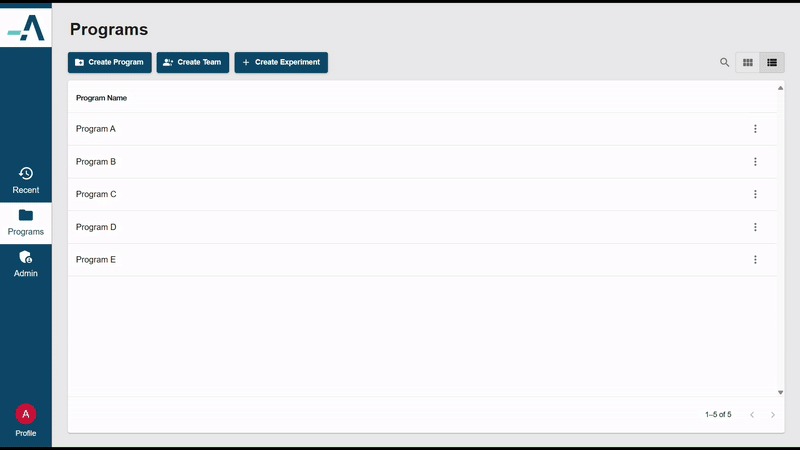 Programs
Create Program
Create Team
Create Experiment
Program Name
Program A
Program B
Program C
Program D
Program E
1–5 of 5
Recent
Programs
Admin
A
Profile